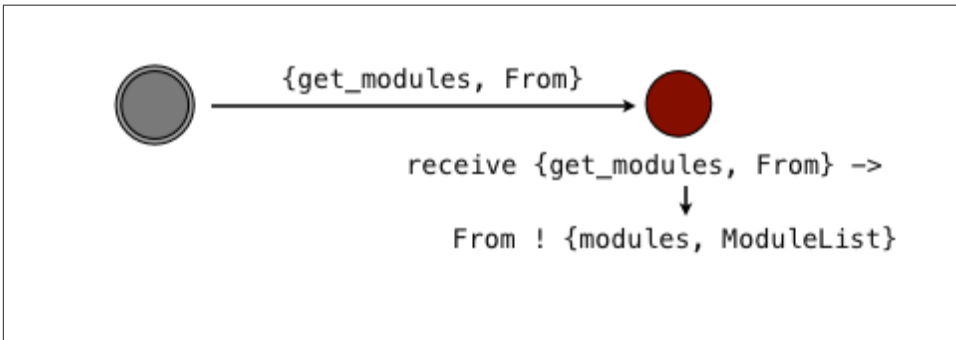 {get_modules, From}
receive {get_modules, From} ->
From ! {modules, ModuleList}